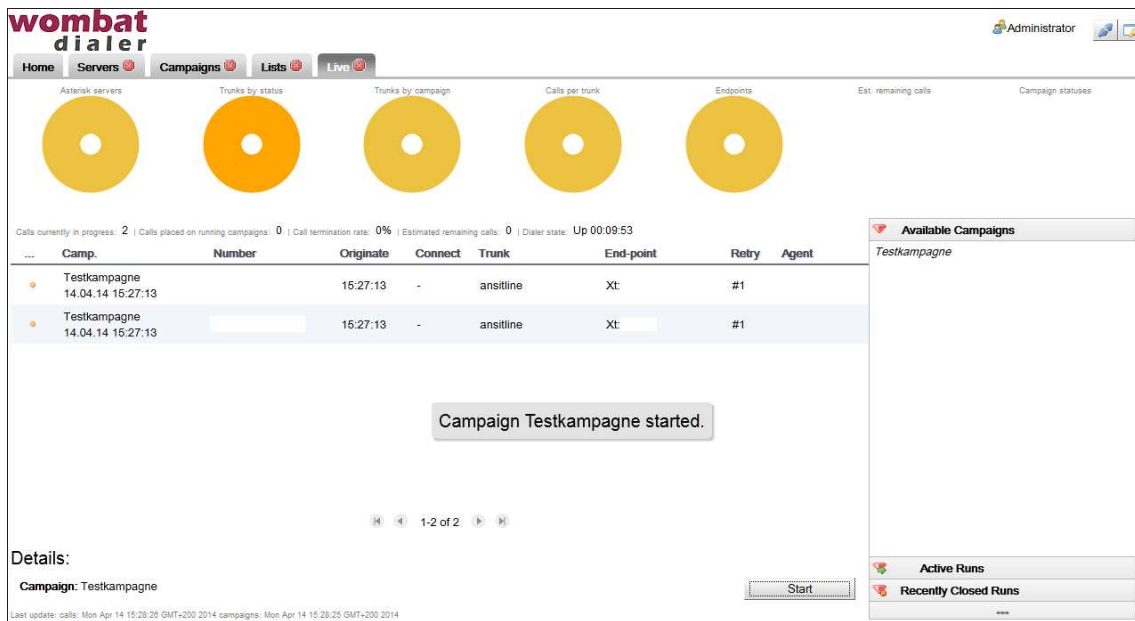 wombat
dialer
Administrator
Home Servers Campaigns Lists Live
Asterisk servers Trunks by status Trunks by campaign Calls per trunk Endpoints Est. remaining calls Campaign statuses
Calls currently in progress: 2 | Calls placed on running campaigns: 0 | Call termination rate: 0% | Estimated remaining calls: 0 | Dialer state: Up 00:09:53
... Camp. Number Originate Connect Trunk End-point Retry Agent
Testkampagne
14.04.14 15:27:13 15:27:13 - ansitline Xt: #1
Testkampagne
14.04.14 15:27:13 15:27:13 - ansitline Xt: #1
Campaign Testkampagne started.
1-2 of 2
Details:
Campaign: Testkampagne
Start
Last update: calls: Mon Apr 14 15:28:26 GMT+200 2014 campaigns: Mon Apr 14 15:28:25 GMT+200 2014
Available Campaigns
Testkampagne
Active Runs
Recently Closed Runs